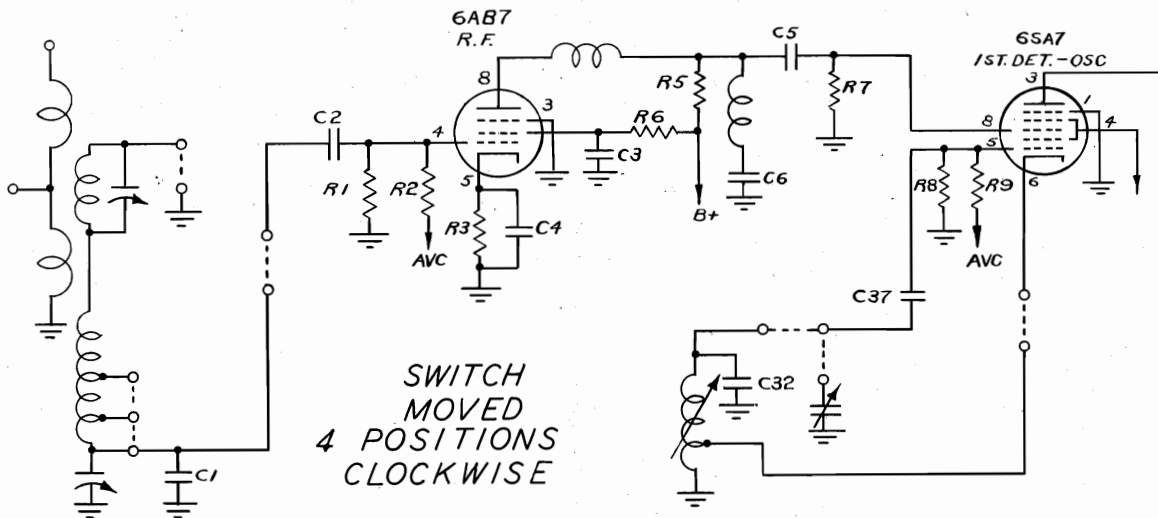 6AB7
R.F.
6SA7
1ST. DET.-OSC
8
3
4
5
C2
R1
R2
AVC
R3
C4
C3
R6
R5
B+
C6
C5
R7
3
1
8
4
5
6
R8
R9
AVC
C37
C32
C1
SWITCH
MOVED
4 POSITIONS
CLOCKWISE